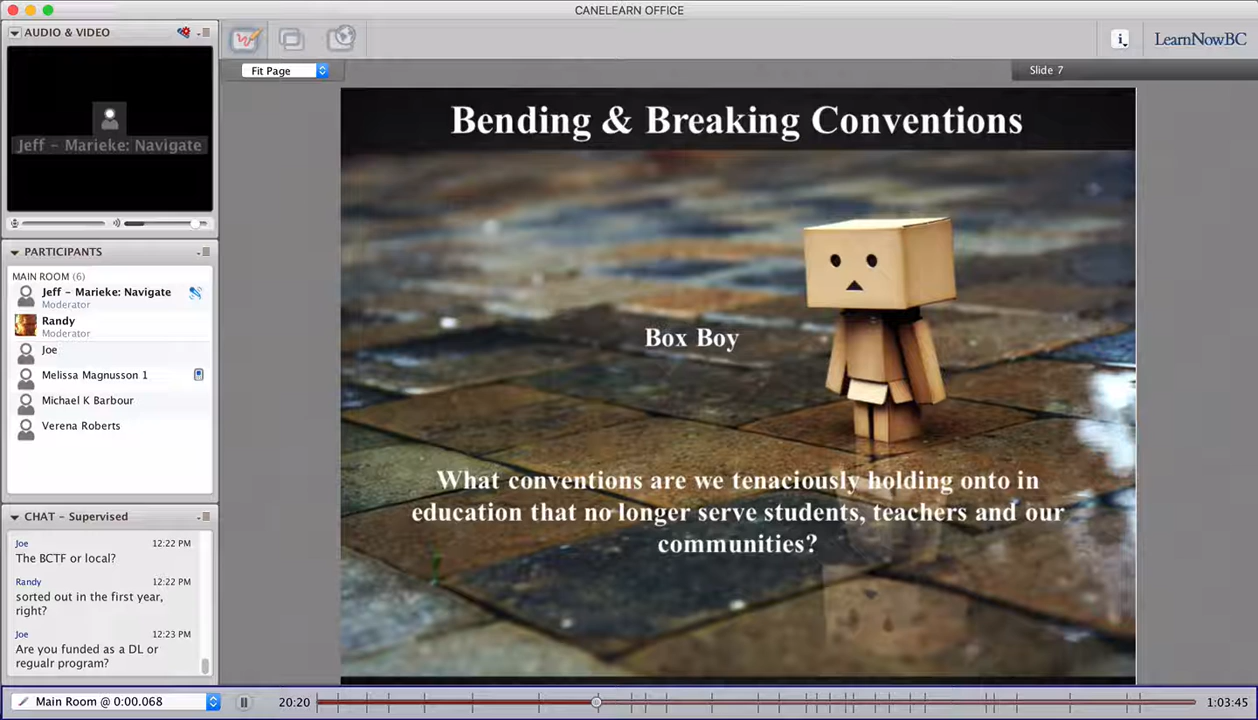 CANELEARN OFFICE
AUDIO & VIDEO
Jeff - Marieke: Navigate
PARTICIPANTS
MAIN ROOM (6)
Jeff - Marieke: Navigate
Moderator
Randy
Moderator
Joe
Melissa Magnusson 1
Michael K Barbour
Verena Roberts
CHAT - Supervised
Joe 12:22 PM
The BCTF or local?
Randy 12:22 PM
sorted out in the first year,
right?
Joe 12:23 PM
Are you funded as a DL or
regualr program?
Fit Page
Slide 7
LearnNowBC
Bending & Breaking Conventions
Box Boy
What conventions are we tenaciously holding onto in
education that no longer serve students, teachers and our
communities?
Main Room @ 0:00.068
20:20
1:03:45